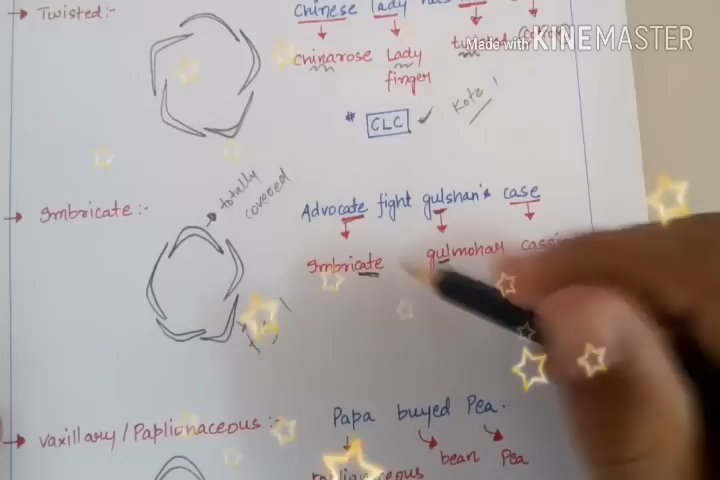 Twisted:-
Chinese lady
Made with KINEMASTER
Chinarose Lady
finger
* CLC
Kota!
totally
covered
Imbricate:-
Advocate fight gulshan's case
Imbricate gulmohar
Vaxillary/Paplionaceous:-
Papa buyed Pea.
bean Pea